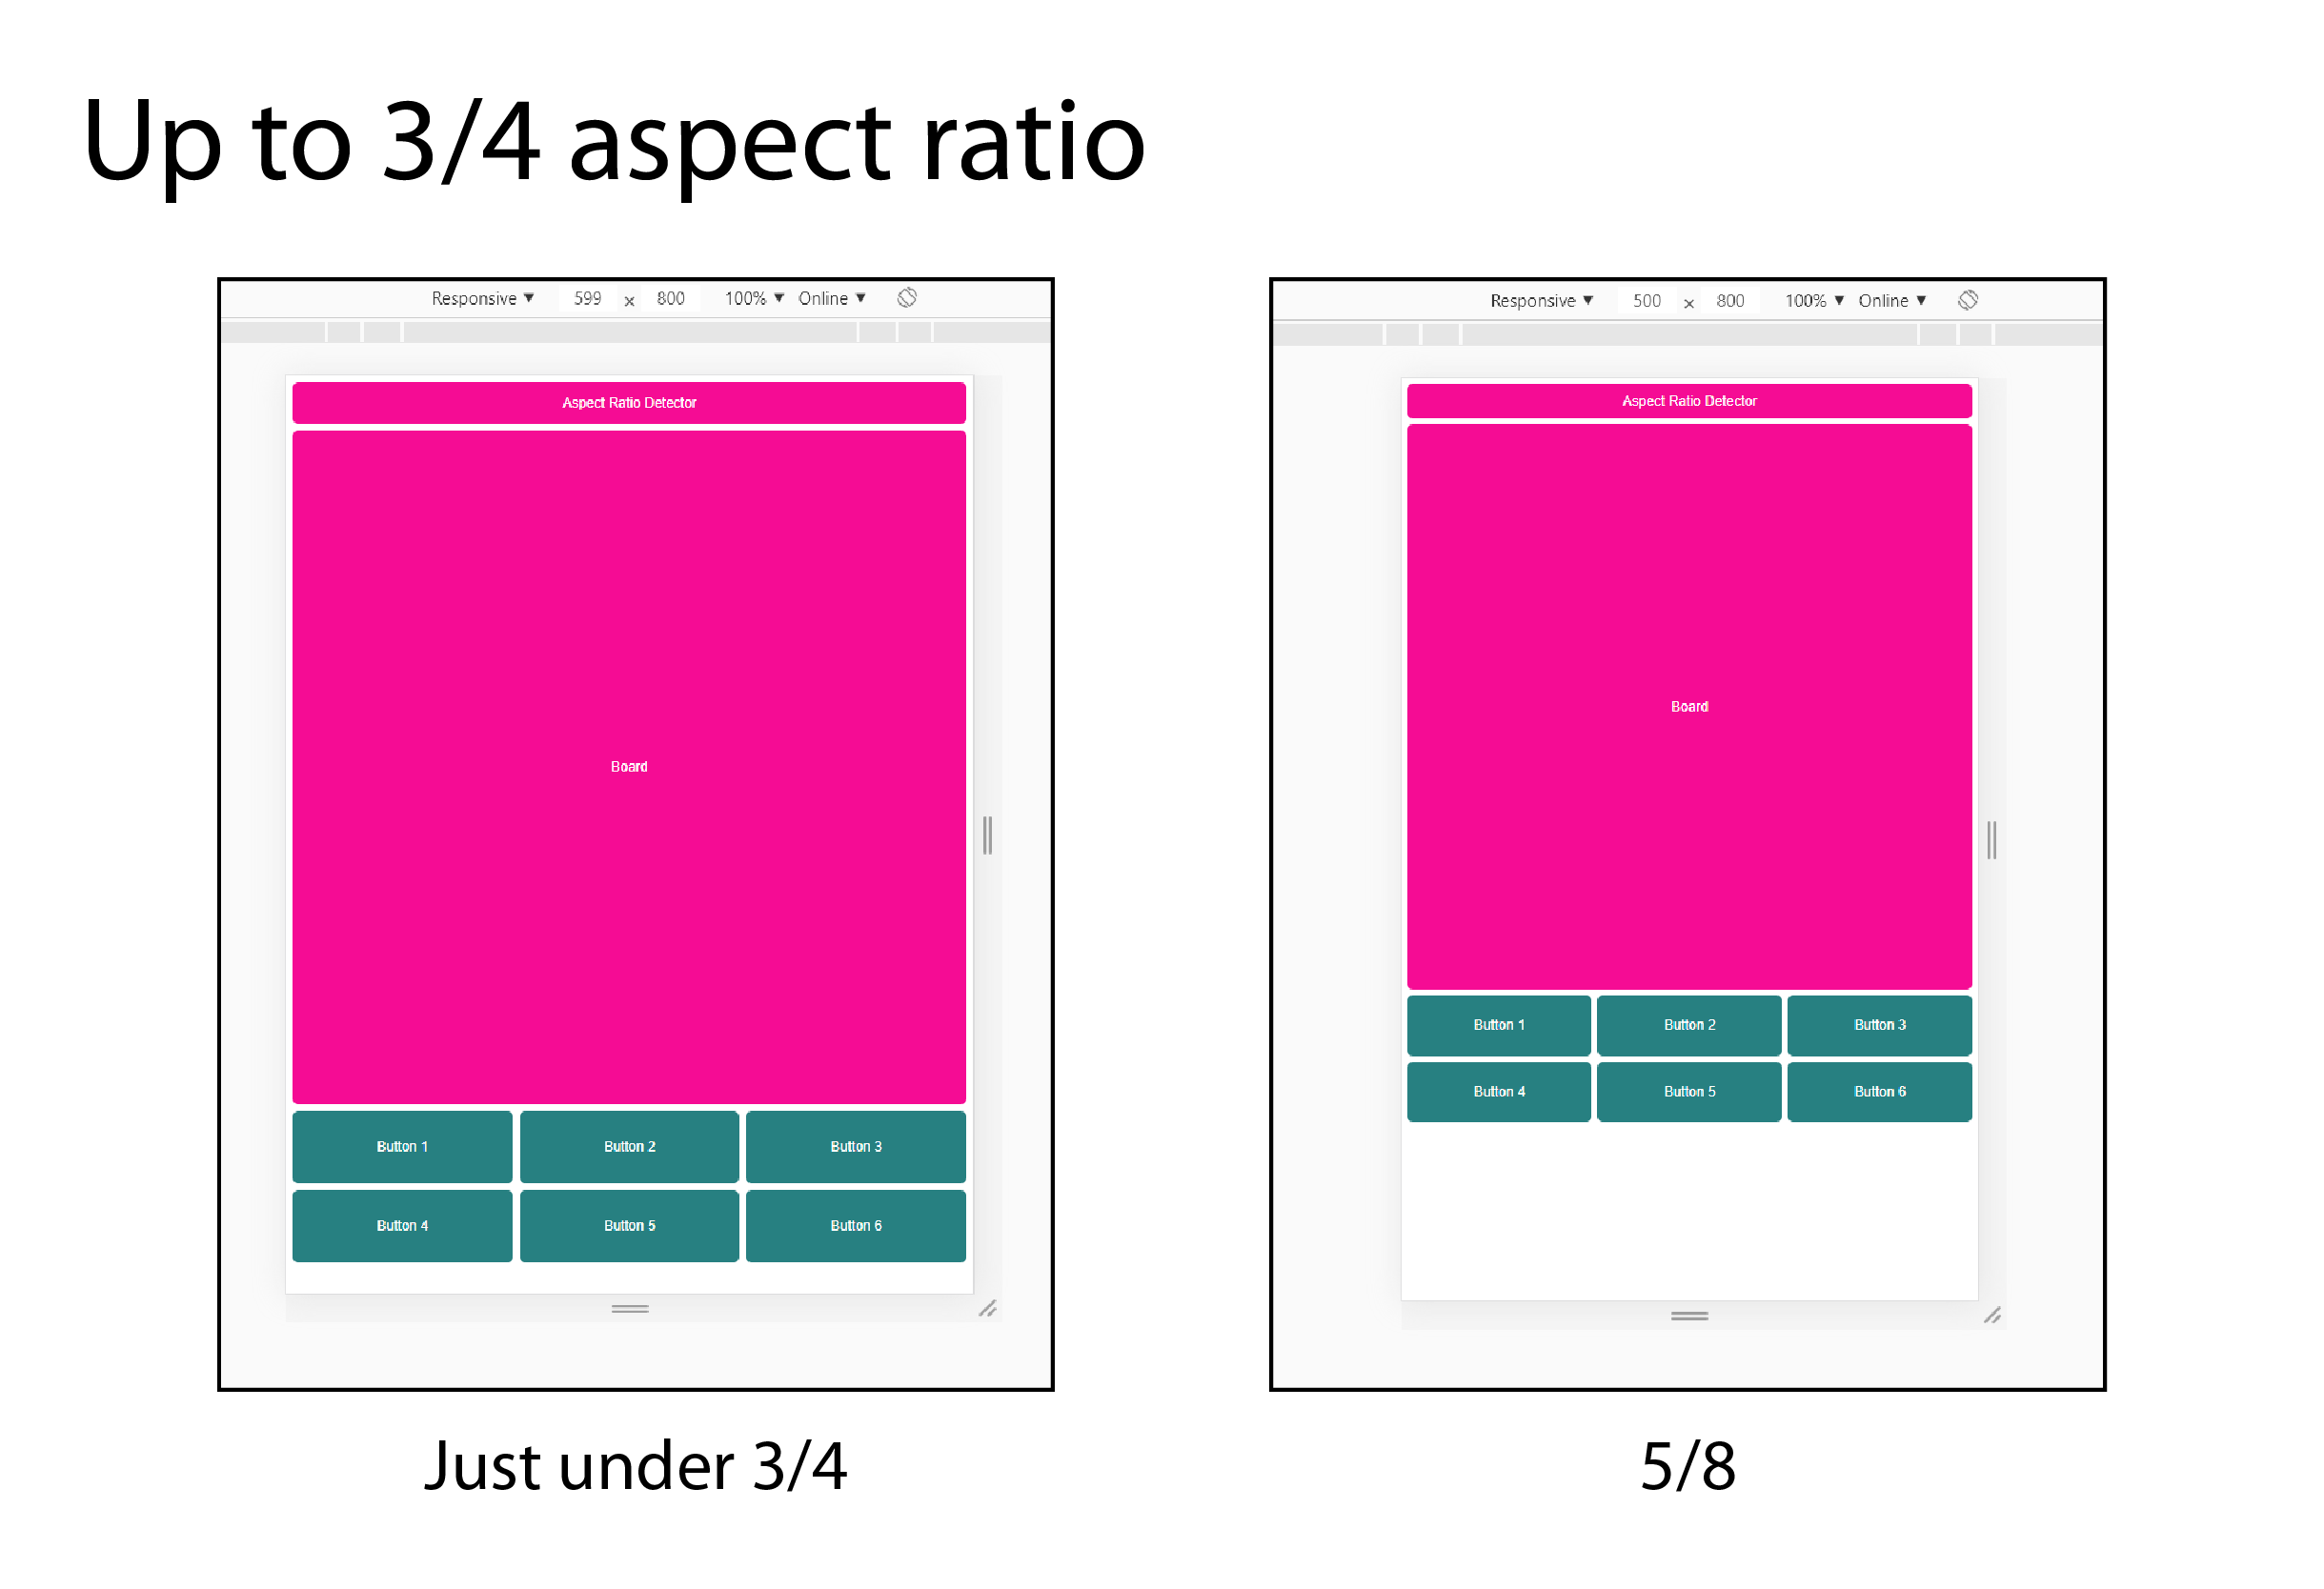 Up to 3/4 aspect ratio
Responsive ▼ 599 x 800 100% ▼ Online ▼
Aspect Ratio Detector
Board
Button 1 Button 2 Button 3
Button 4 Button 5 Button 6
Just under 3/4
Responsive ▼ 500 x 800 100% ▼ Online ▼
Aspect Ratio Detector
Board
Button 1 Button 2 Button 3
Button 4 Button 5 Button 6
5/8